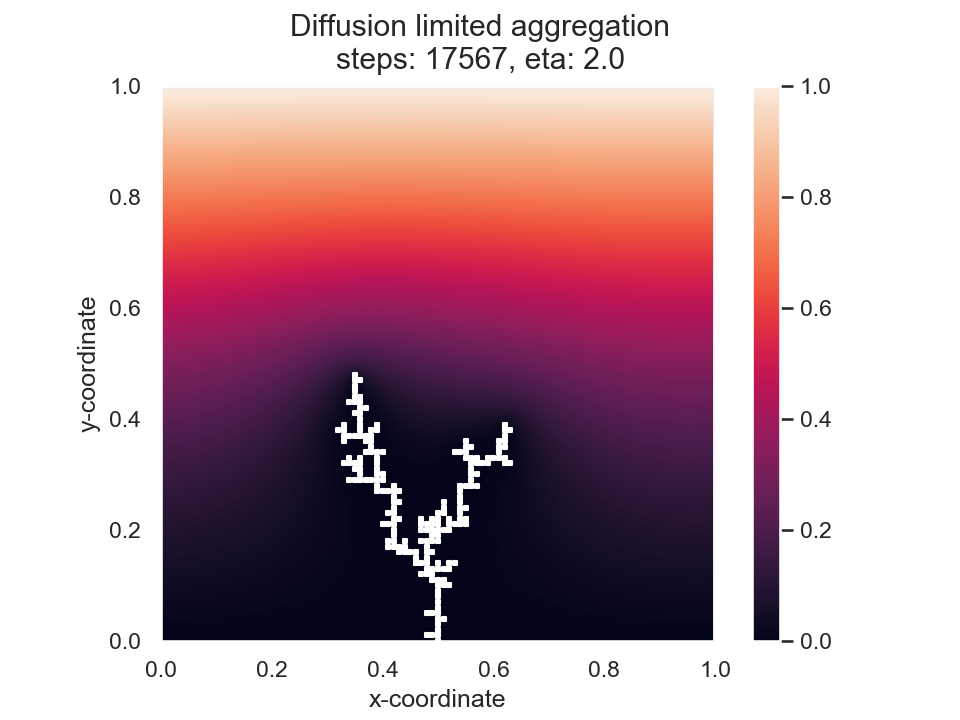 Diffusion limited aggregation
steps: 17567, eta: 2.0
1.0
0.8
0.6
0.4
0.2
0.0
y-coordinate
0.0 0.2 0.4 0.6 0.8 1.0
x-coordinate
1.0
0.8
0.6
0.4
0.2
0.0